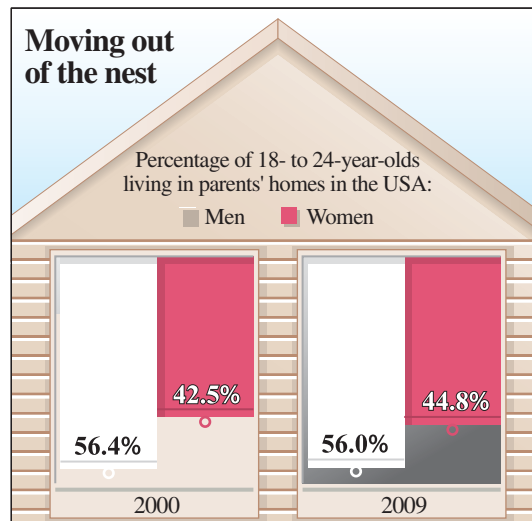 Moving out
of the nest
Percentage of 18- to 24-year-olds
living in parents' homes in the USA:
Men Women
42.5%
56.4%
44.8%
56.0%
2000
2009